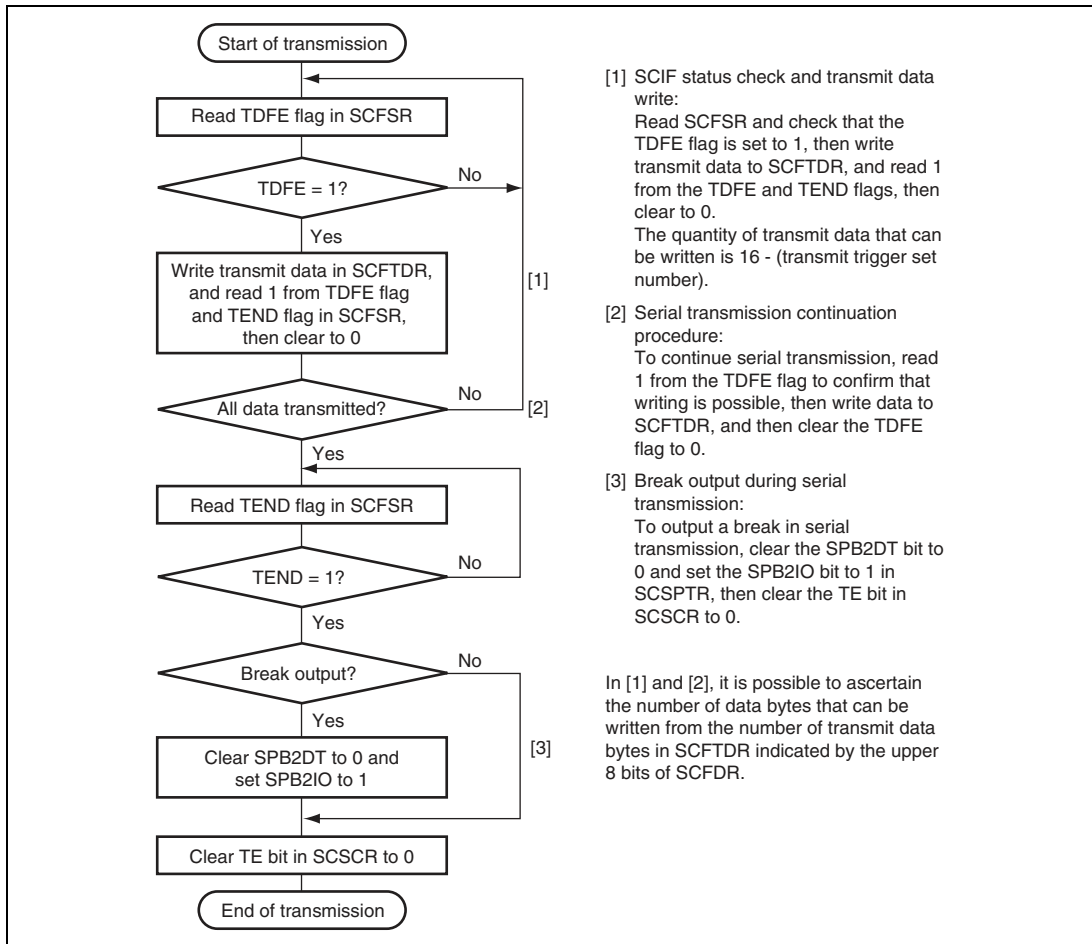 Start of transmission
Read TDFE flag in SCFSR
TDFE = 1?
No
Yes
Write transmit data in SCFTDR,
and read 1 from TDFE flag
and TEND flag in SCFSR,
then clear to 0
[1]
All data transmitted?
No
[2]
Yes
Read TEND flag in SCFSR
TEND = 1?
No
Yes
Break output?
No
Yes
Clear SPB2DT to 0 and
set SPB2IO to 1
[3]
Clear TE bit in SCSCR to 0
End of transmission
[1] SCIF status check and transmit data
write:
Read SCFSR and check that the
TDFE flag is set to 1, then write
transmit data to SCFTDR, and read 1
from the TDFE and TEND flags, then
clear to 0.
The quantity of transmit data that can
be written is 16 - (transmit trigger set
number).
[2] Serial transmission continuation
procedure:
To continue serial transmission, read
1 from the TDFE flag to confirm that
writing is possible, then write data to
SCFTDR, and then clear the TDFE
flag to 0.
[3] Break output during serial
transmission:
To output a break in serial
transmission, clear the SPB2DT bit to
0 and set the SPB2IO bit to 1 in
SCSPTR, then clear the TE bit in
SCSCR to 0.
In [1] and [2], it is possible to ascertain
the number of data bytes that can be
written from the number of transmit data
bytes in SCFTDR indicated by the upper
8 bits of SCFDR.